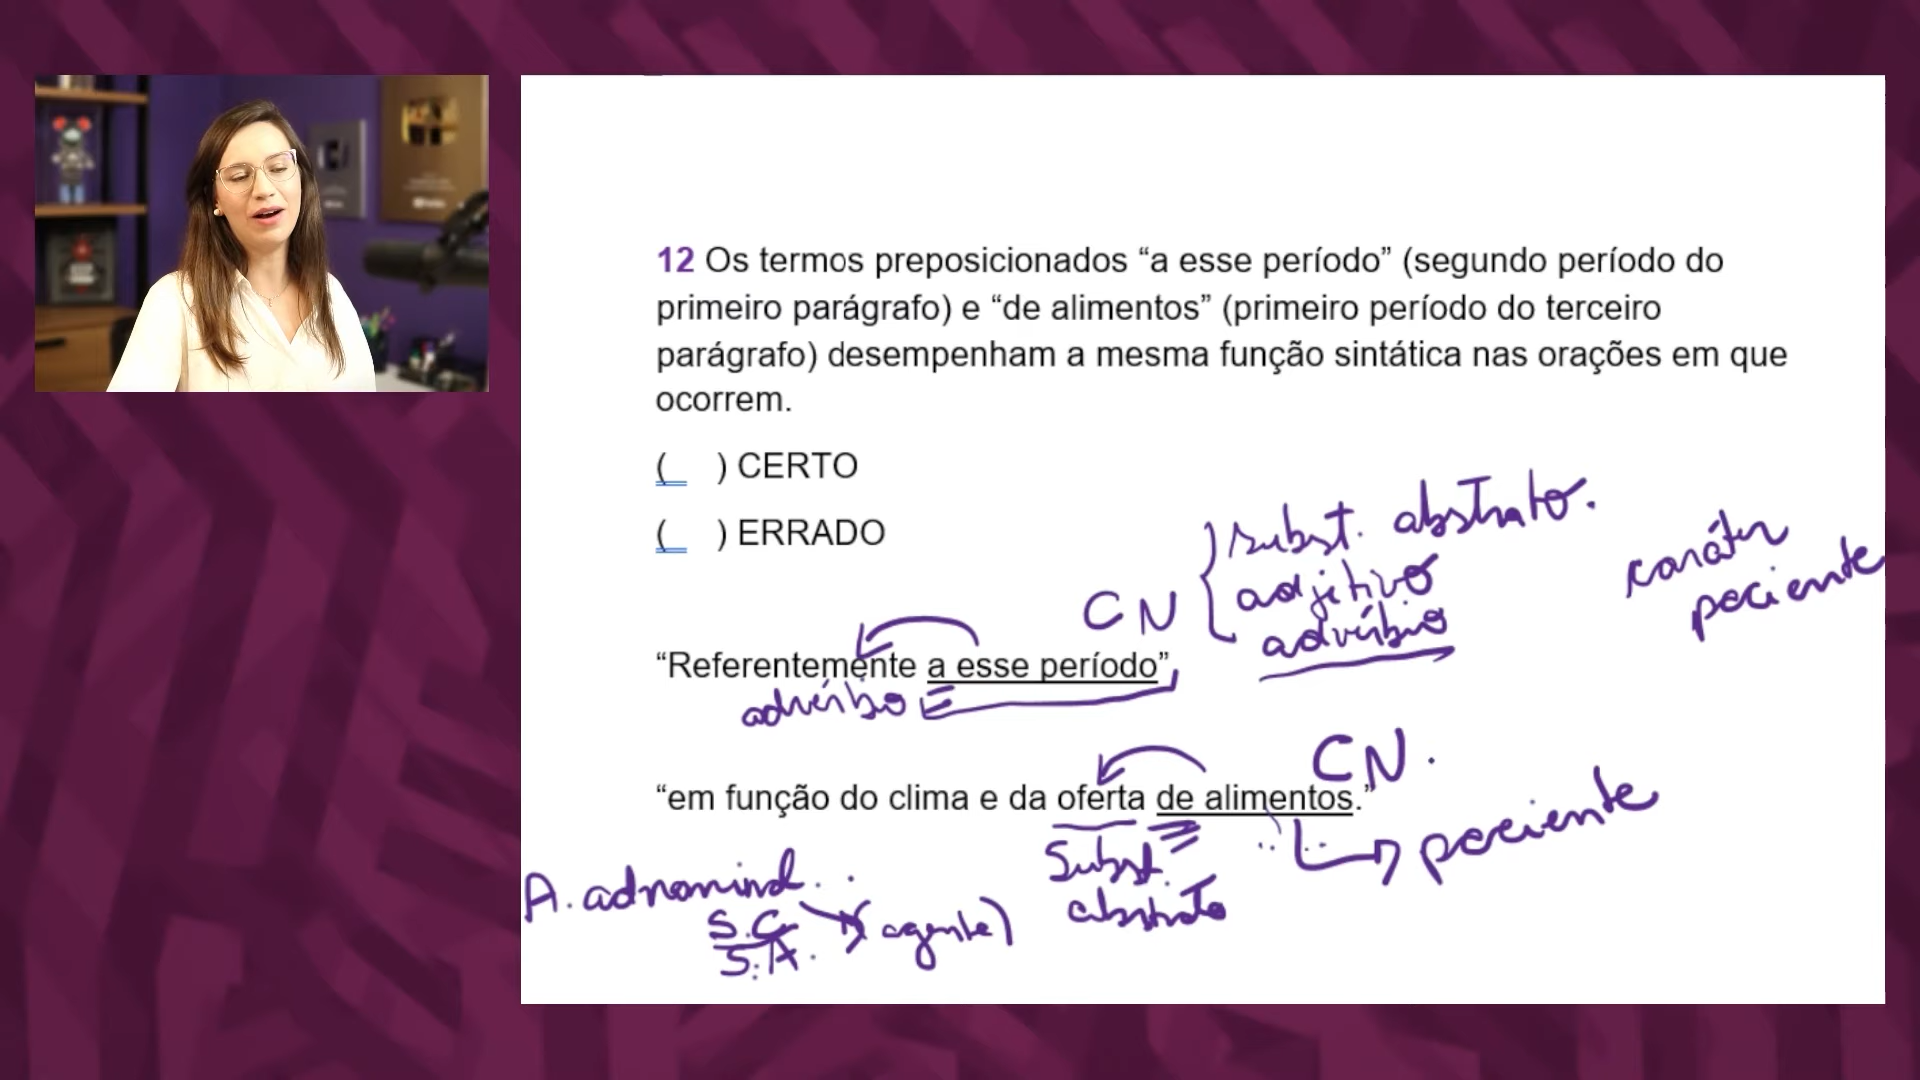 12 Os termos preposicionados “a esse período” (segundo período do
primeiro parágrafo) e “de alimentos” (primeiro período do terceiro
parágrafo) desempenham a mesma função sintática nas orações em que
ocorrem.
(_ ) CERTO
(_ ) ERRADO
CN
subst. abstrato.
adjetivo
advérbio
caráter
paciente
“Referentemente a esse período”
advérbio
CN.
“em função do clima e da oferta de alimentos.”
Subst.
abstrato
paciente
A. adnominal.
S.C.
S.A.
(agente)